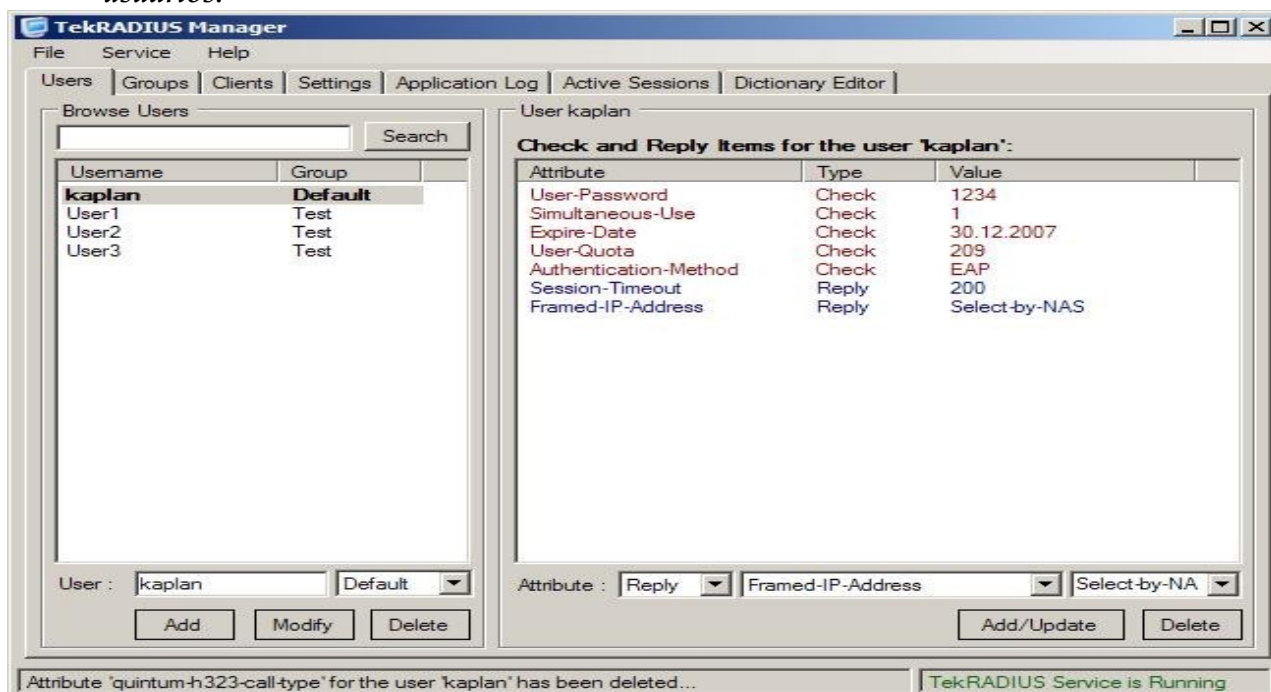 usuarios.
TekRADIUS Manager
File Service Help
Users Groups Clients Settings Application Log Active Sessions Dictionary Editor
Browse Users
Search
Username Group
kaplan Default
User1 Test
User2 Test
User3 Test
User : kaplan Default
Add Modify Delete
User kaplan
Check and Reply Items for the user 'kaplan':
Attribute Type Value
User-Password Check 1234
Simultaneous-Use Check 1
Expire-Date Check 30.12.2007
User-Quota Check 209
Authentication-Method Check EAP
Session-Timeout Reply 200
Framed-IP-Address Reply Select-by-NAS
Attribute : Reply Framed-IP-Address Select-by-NA
Add/Update Delete
Attribute 'quintum-h323-call-type' for the user 'kaplan' has been deleted...
TekRADIUS Service is Running